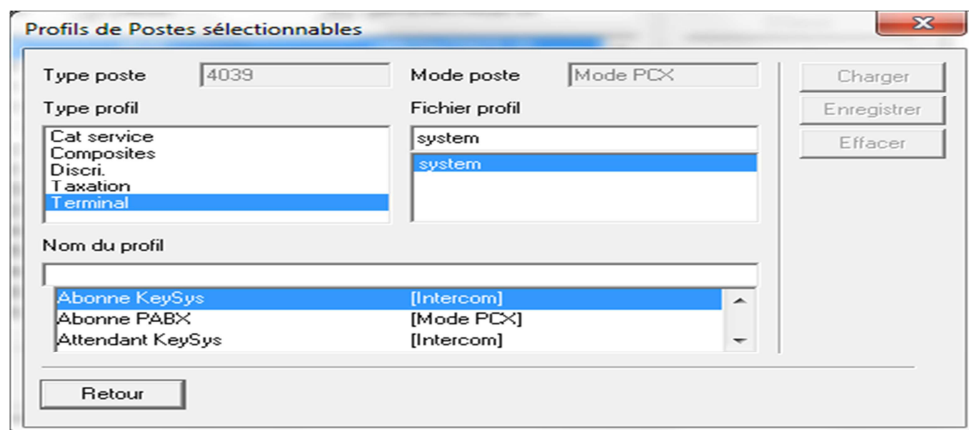 Profils de Postes sélectionnables
Type poste 4039 Mode poste Mode PCX Charger
Type profil Fichier profil Enregistrer
Cat service system Effacer
Composites system
Discri.
Taxation
Terminal
Nom du profil
Abonne KeySys [Intercom]
Abonne PABX [Mode PCX]
Attendant KeySys [Intercom]
Retour